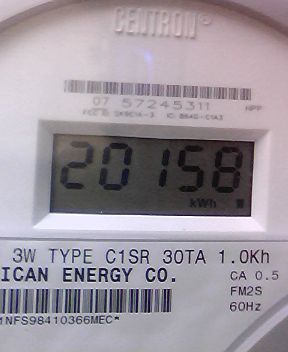 CENTRON®
07 57245311 HPP
20158
kWh
3W TYPE C1SR 30TA 1.0Kh
ICAN ENERGY CO.
CA 0.5
FM2S
60Hz
1NFS98410366MEC*